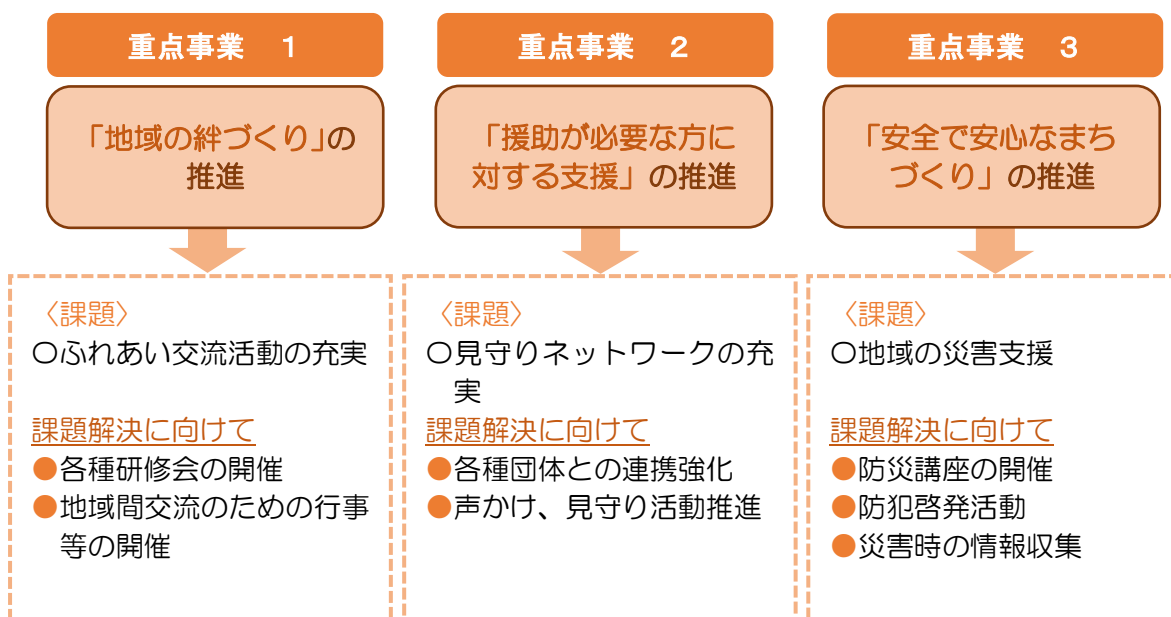 重点事業　1
「地域の絆づくり」の
推進
〈課題〉
〇ふれあい交流活動の充実
課題解決に向けて
●各種研修会の開催
●地域間交流のための行事
等の開催
重点事業　2
「援助が必要な方に
対する支援」の推進
〈課題〉
〇見守りネットワークの充
実
課題解決に向けて
●各種団体との連携強化
●声かけ、見守り活動推進
重点事業　3
「安全で安心なまち
づくり」の推進
〈課題〉
〇地域の災害支援
課題解決に向けて
●防災講座の開催
●防犯啓発活動
●災害時の情報収集